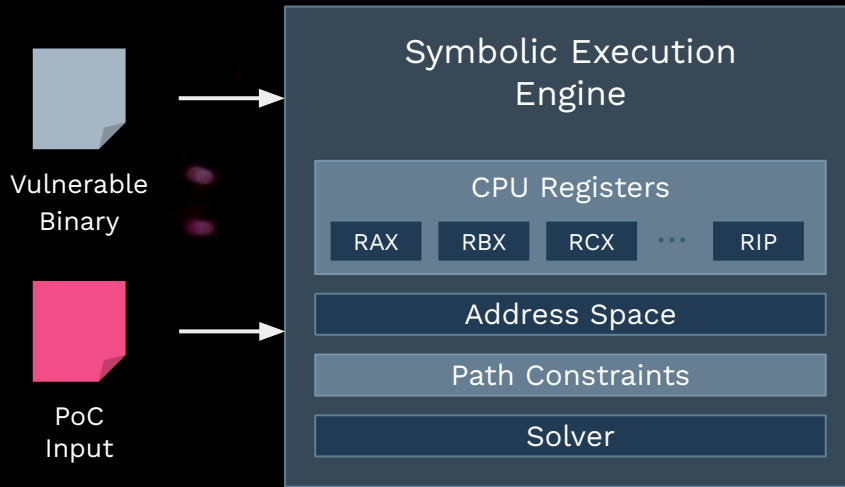 Symbolic Execution
Engine
Vulnerable
Binary
CPU Registers
RAX RBX RCX ... RIP
Address Space
Path Constraints
PoC
Input
Solver